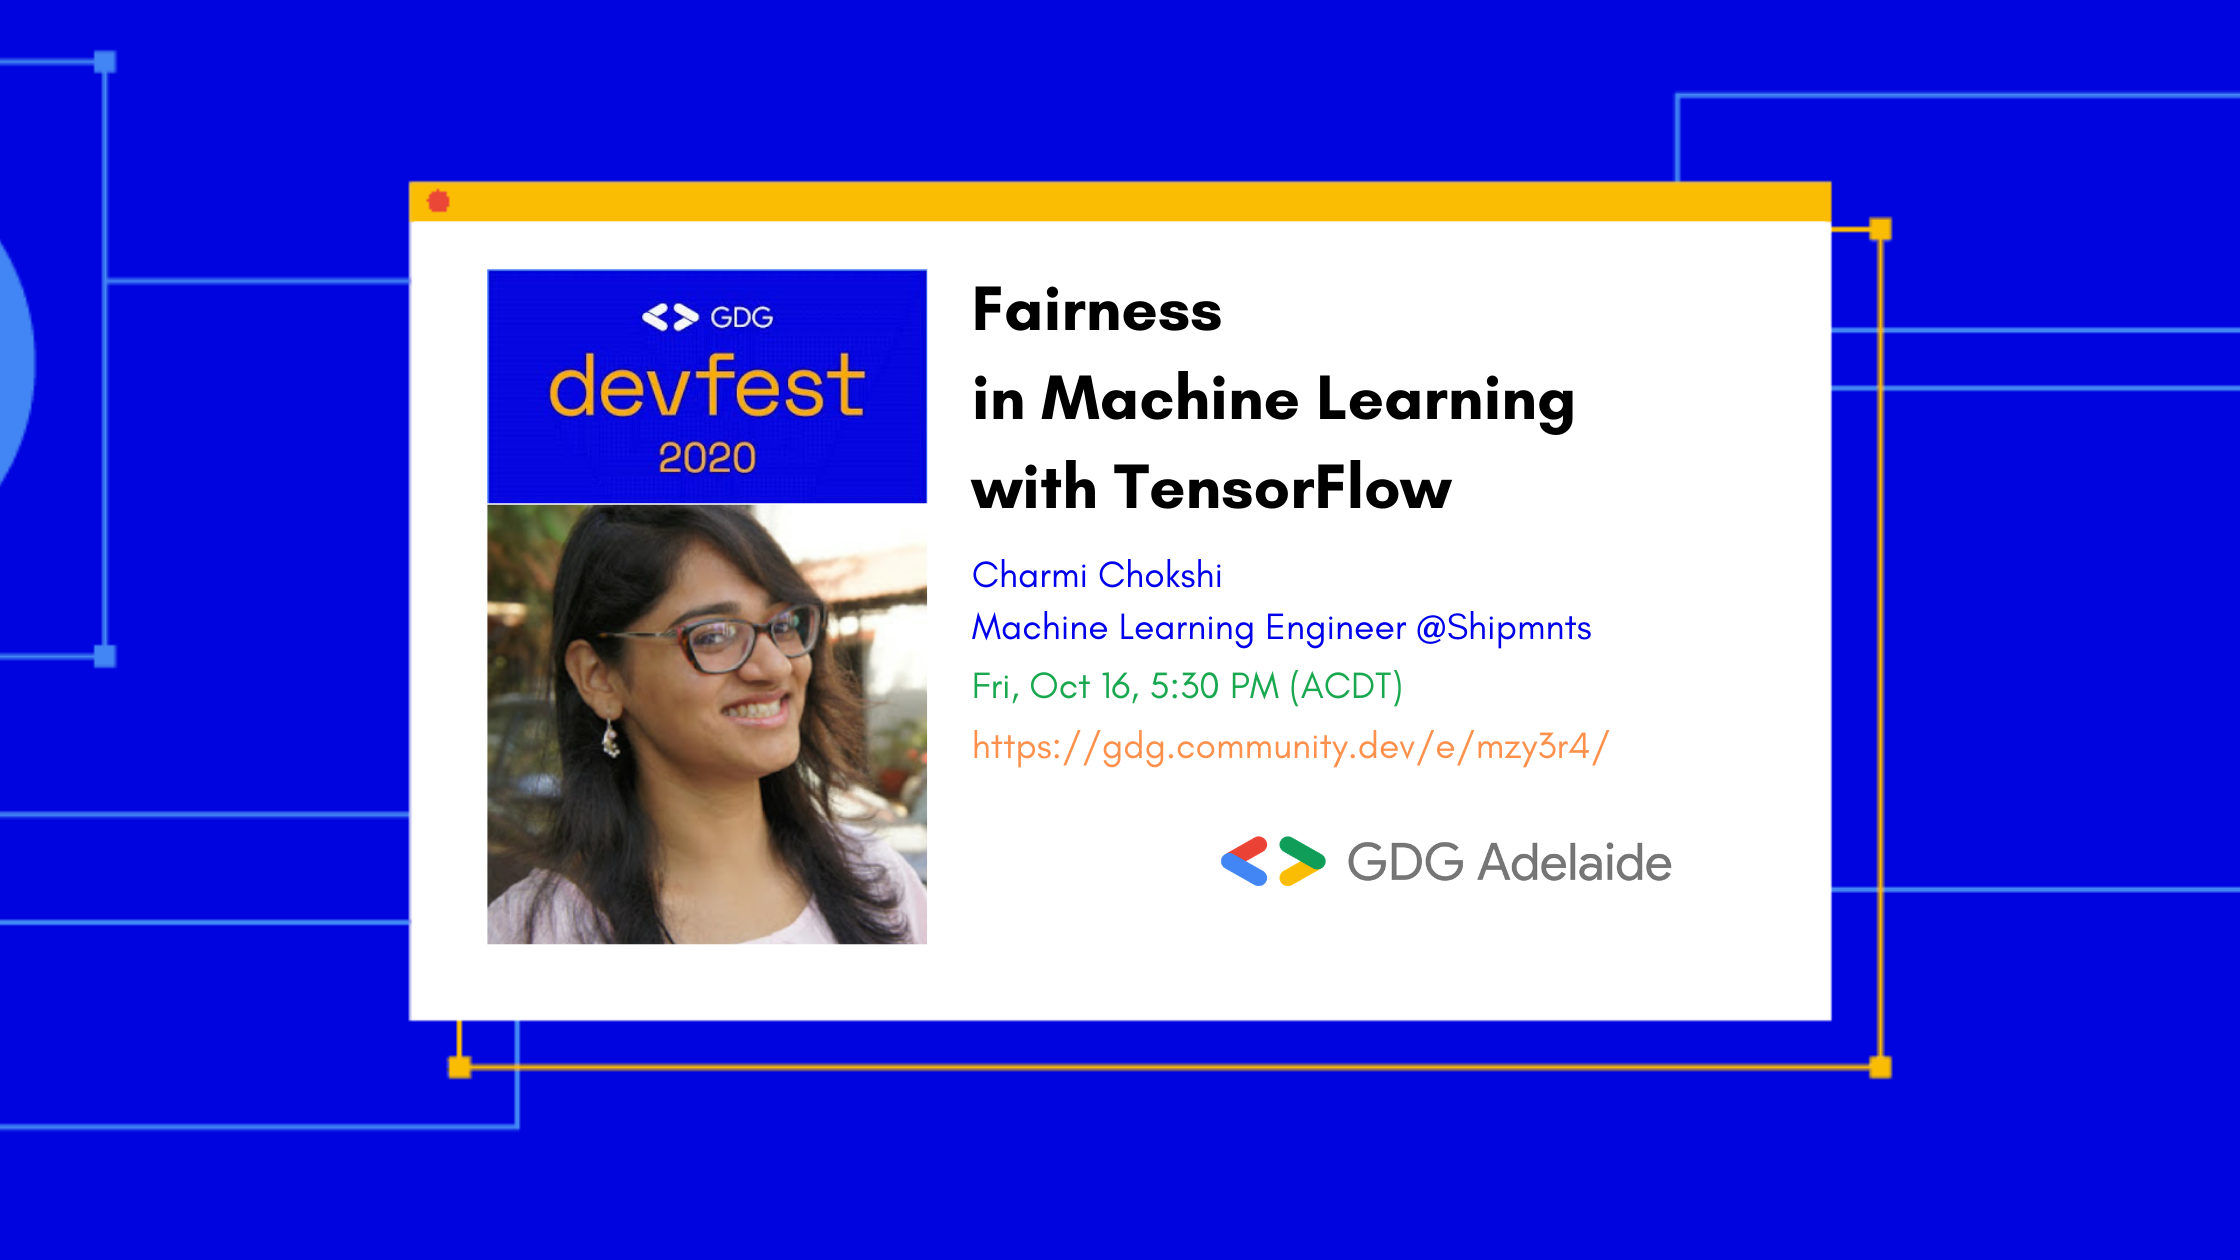 GDG
devfest
2020
Fairness
in Machine Learning
with TensorFlow
Charmi Chokshi
Machine Learning Engineer @Shipmnts
Fri, Oct 16, 5:30 PM (ACDT)
https://gdg.community.dev/e/mzy3r4/
GDG Adelaide